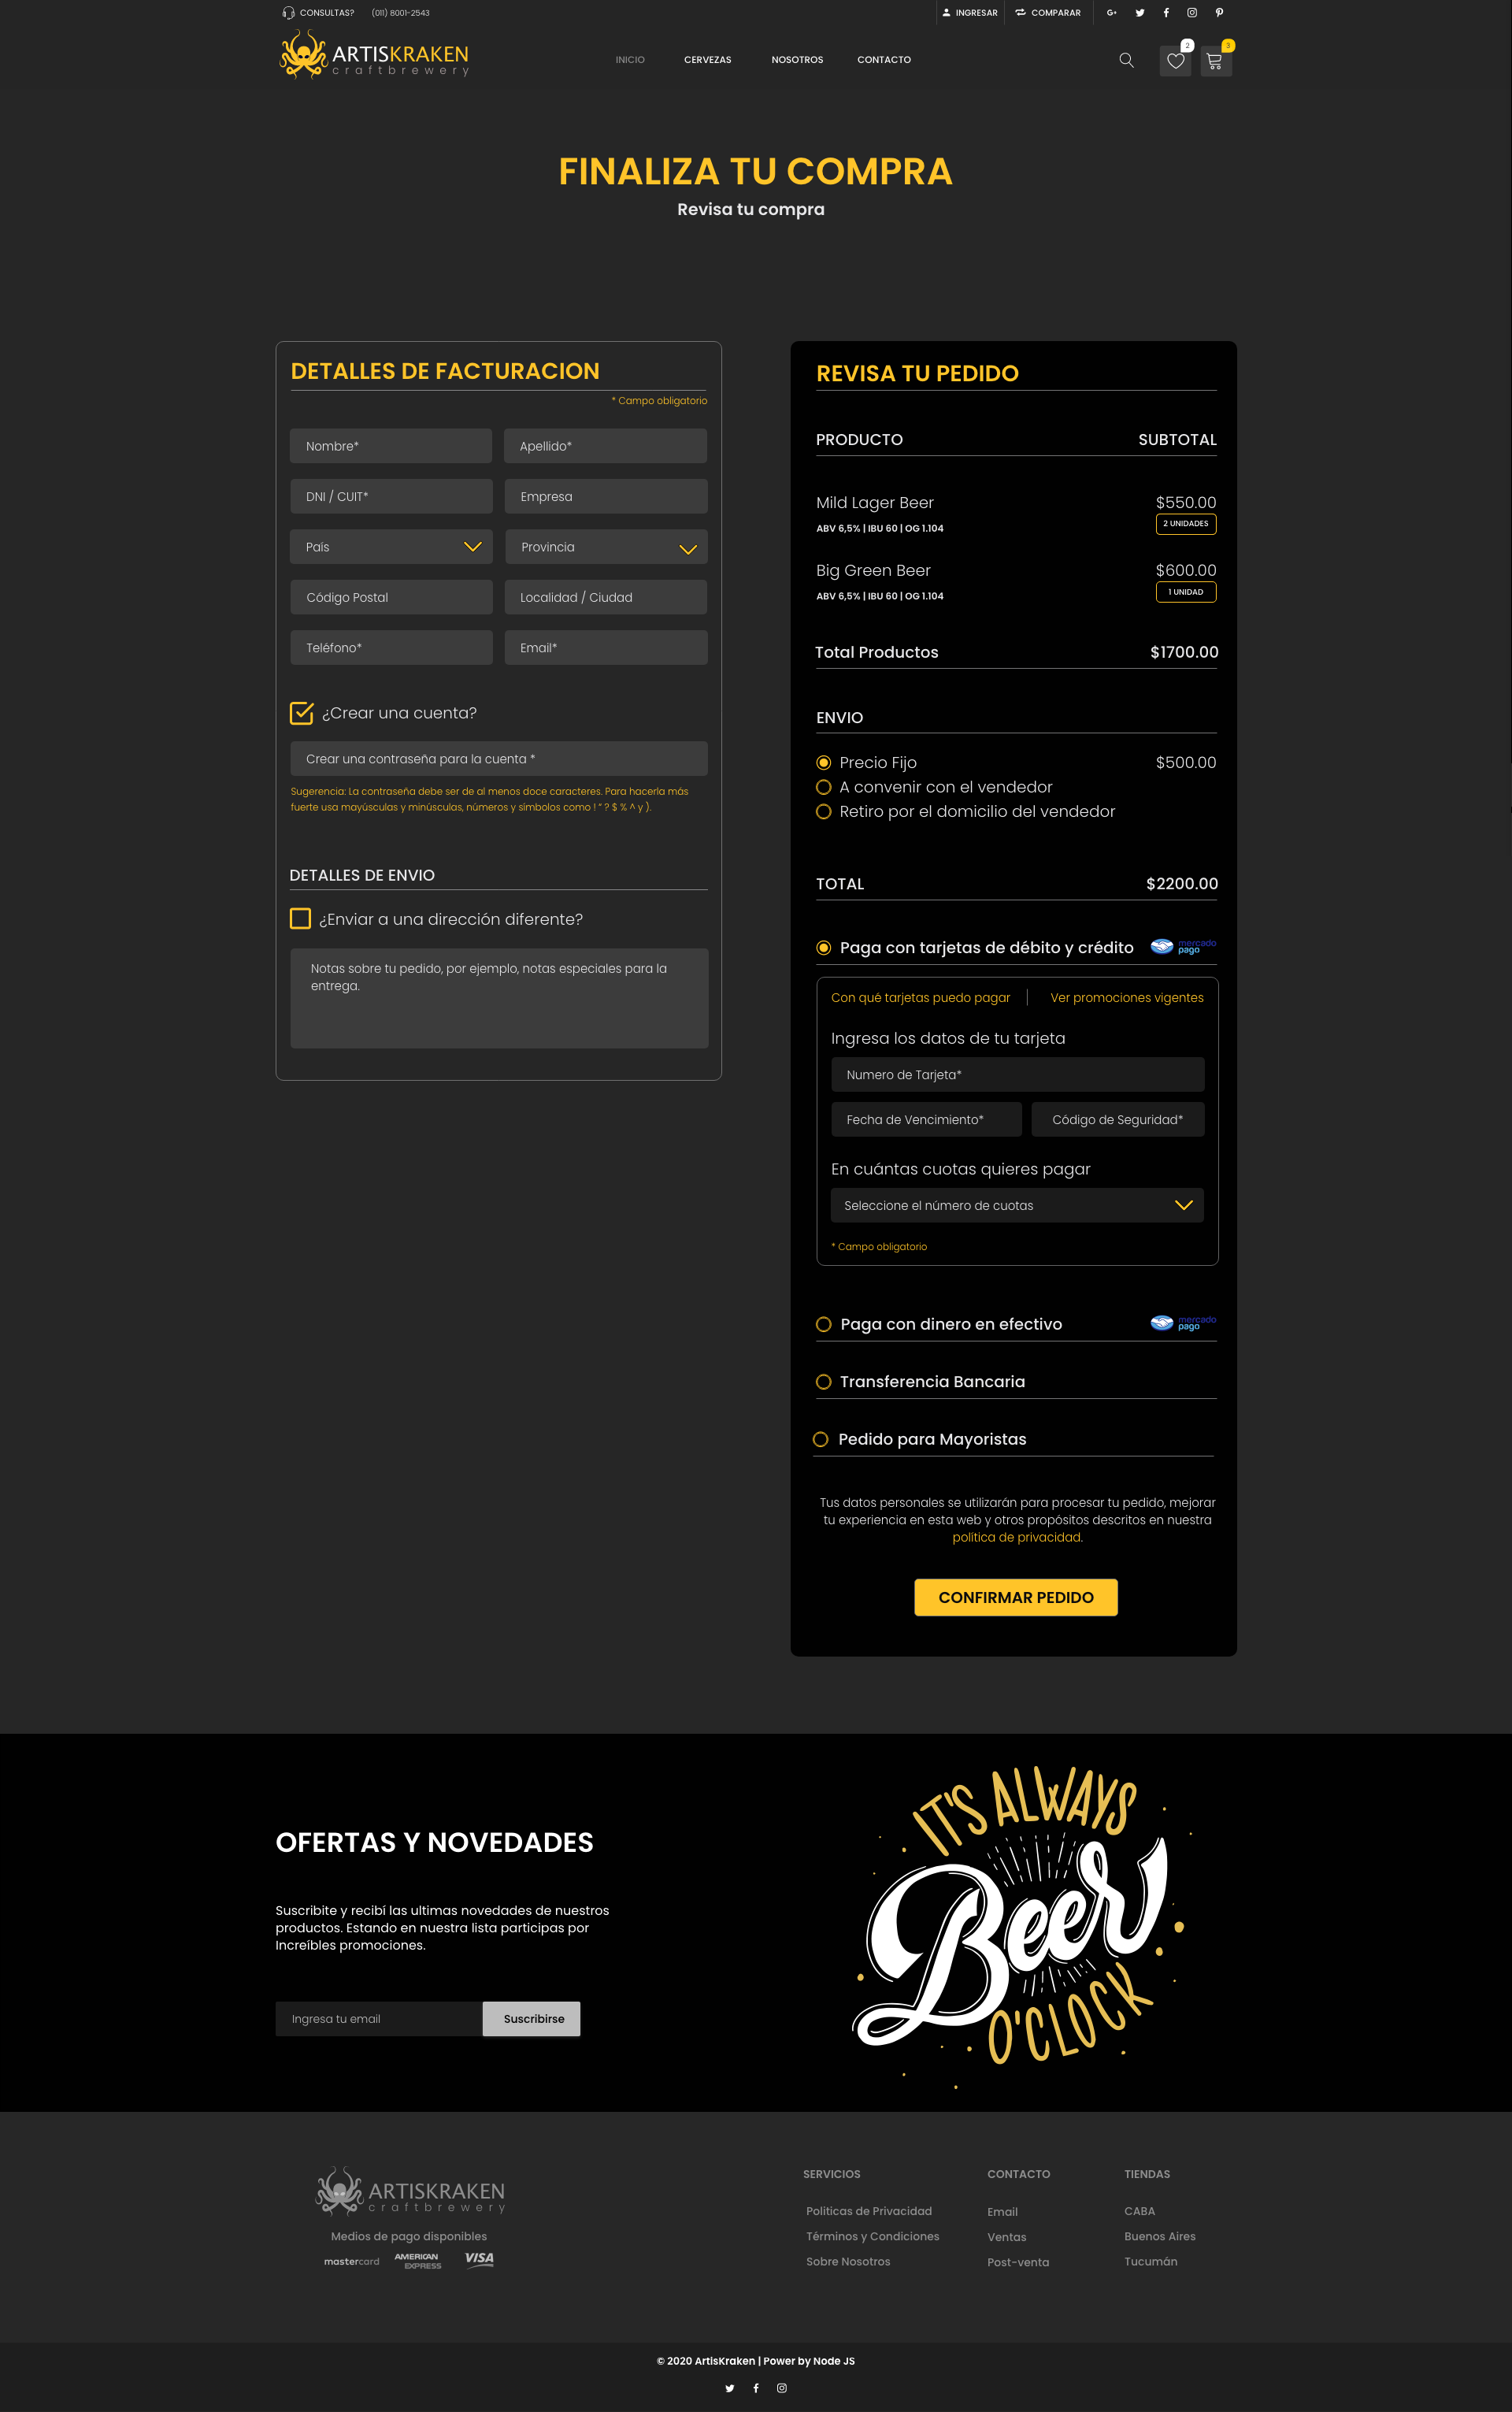 CONSULTAS? (011) 8001-2543 INGRESAR COMPARAR G+
ARTISKRAKEN
craftbrewery
INICIO CERVEZAS NOSOTROS CONTACTO 2 3
FINALIZA TU COMPRA
Revisa tu compra
DETALLES DE FACTURACION
* Campo obligatorio
Nombre* Apellido*
DNI / CUIT* Empresa
País Provincia
Código Postal Localidad / Ciudad
Teléfono* Email*
¿Crear una cuenta?
Crear una contraseña para la cuenta *
Sugerencia: La contraseña debe ser de al menos doce caracteres. Para hacerla más
fuerte usa mayúsculas y minúsculas, números y símbolos como ! " ? $ % ^ y ).
DETALLES DE ENVIO
¿Enviar a una dirección diferente?
Notas sobre tu pedido, por ejemplo, notas especiales para la
entrega.
REVISA TU PEDIDO
PRODUCTO SUBTOTAL
Mild Lager Beer $550.00
ABV 6,5% | IBU 60 | OG 1.104 2 UNIDADES
Big Green Beer $600.00
ABV 6,5% | IBU 60 | OG 1.104 1 UNIDAD
Total Productos $1700.00
ENVIO
Precio Fijo $500.00
A convenir con el vendedor
Retiro por el domicilio del vendedor
TOTAL $2200.00
Paga con tarjetas de débito y crédito mercado
pago
Con qué tarjetas puedo pagar Ver promociones vigentes
Ingresa los datos de tu tarjeta
Numero de Tarjeta*
Fecha de Vencimiento* Código de Seguridad*
En cuántas cuotas quieres pagar
Seleccione el número de cuotas
* Campo obligatorio
Paga con dinero en efectivo mercado
pago
Transferencia Bancaria
Pedido para Mayoristas
Tus datos personales se utilizarán para procesar tu pedido, mejorar
tu experiencia en esta web y otros propósitos descritos en nuestra
política de privacidad.
CONFIRMAR PEDIDO
OFERTAS Y NOVEDADES
Suscribite y recibí las ultimas novedades de nuestros
productos. Estando en nuestra lista participas por
Increíbles promociones.
Ingresa tu email Suscribirse
IT'S ALWAYS
Beer
O'CLOCK
ARTISKRAKEN
craftbrewery
Medios de pago disponibles
mastercard AMERICAN
EXPRESS VISA
SERVICIOS
Politicas de Privacidad
Términos y Condiciones
Sobre Nosotros
CONTACTO
Email
Ventas
Post-venta
TIENDAS
CABA
Buenos Aires
Tucumán
© 2020 ArtisKraken | Power by Node JS